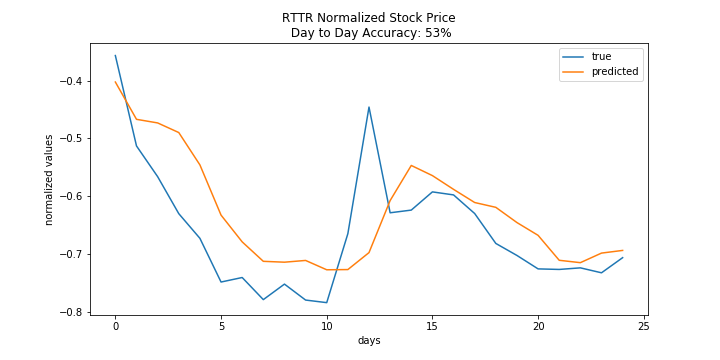 RTTR Normalized Stock Price
Day to Day Accuracy: 53%
true
predicted
normalized values
−0.4
−0.5
−0.6
−0.7
−0.8
0
5
10
15
20
25
days